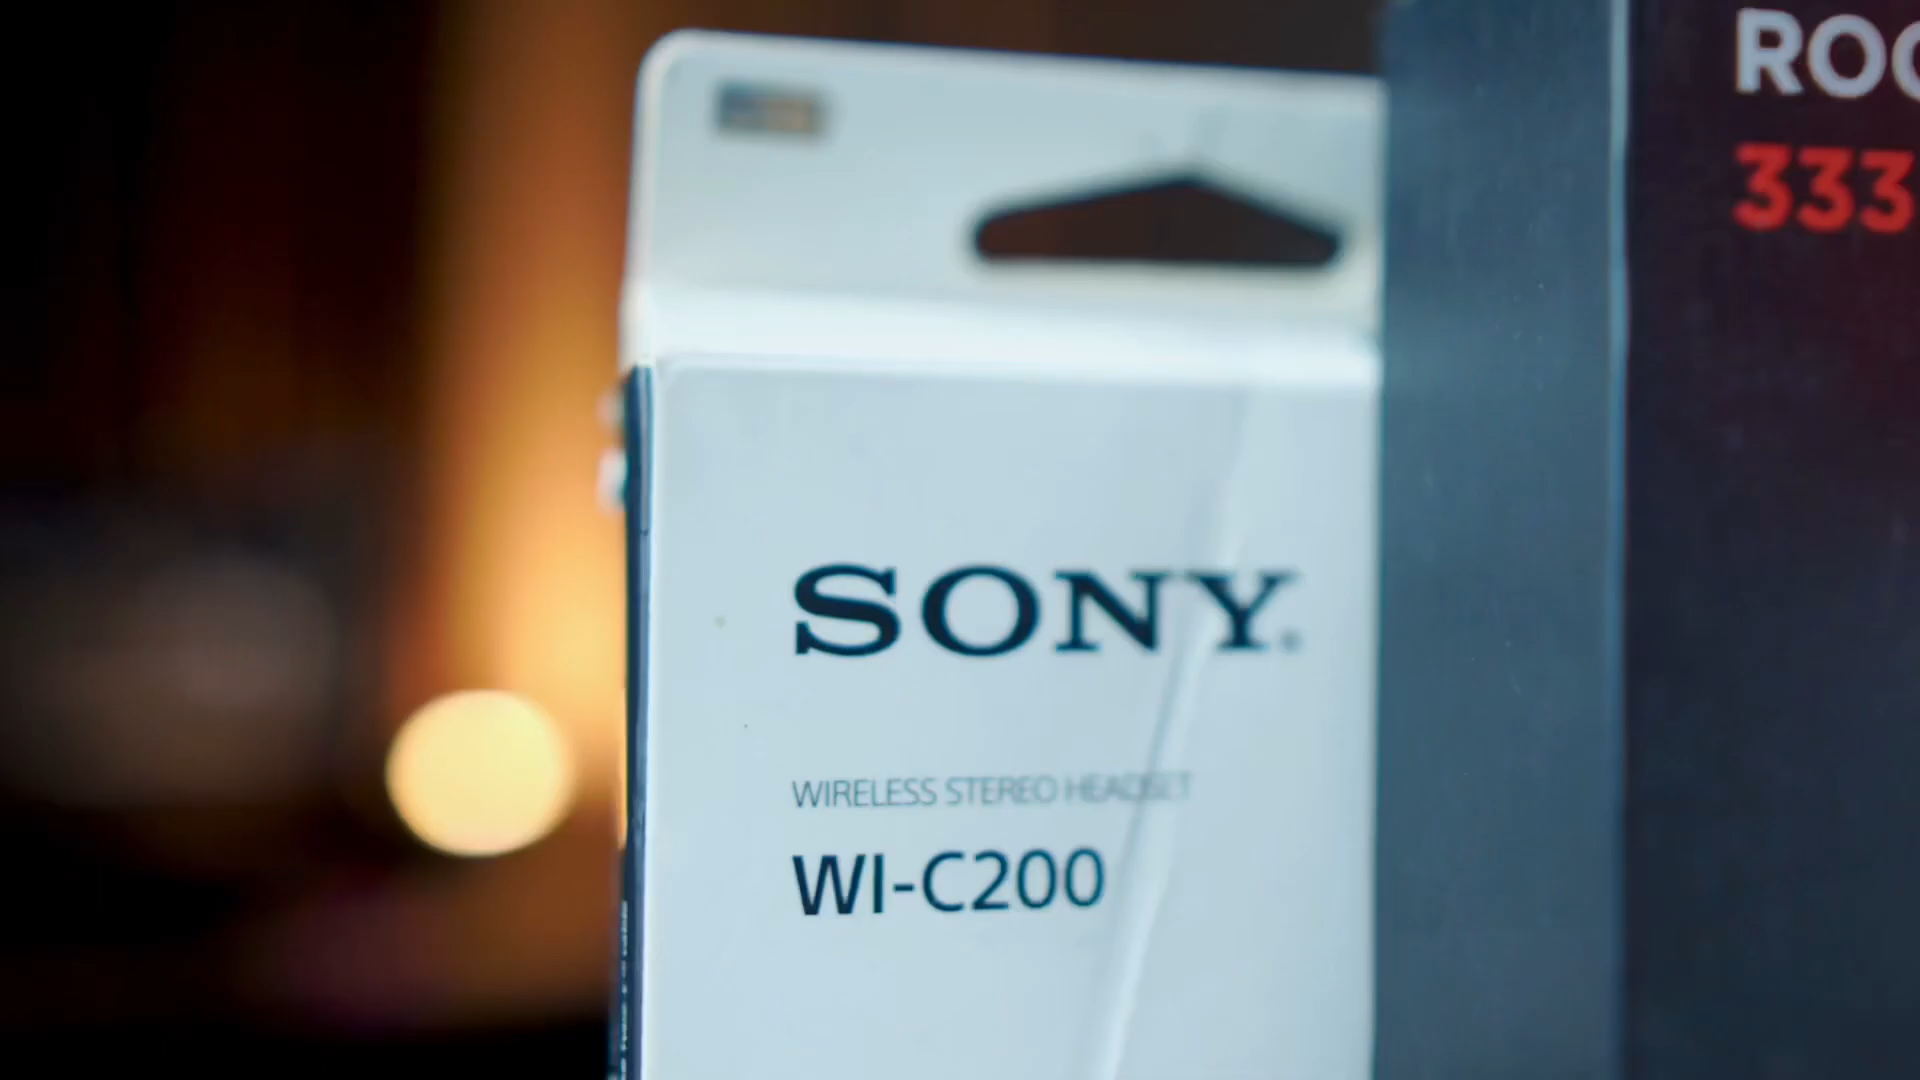 SONY
WIRELESS STEREO HEADSET
WI-C200
ROC
333